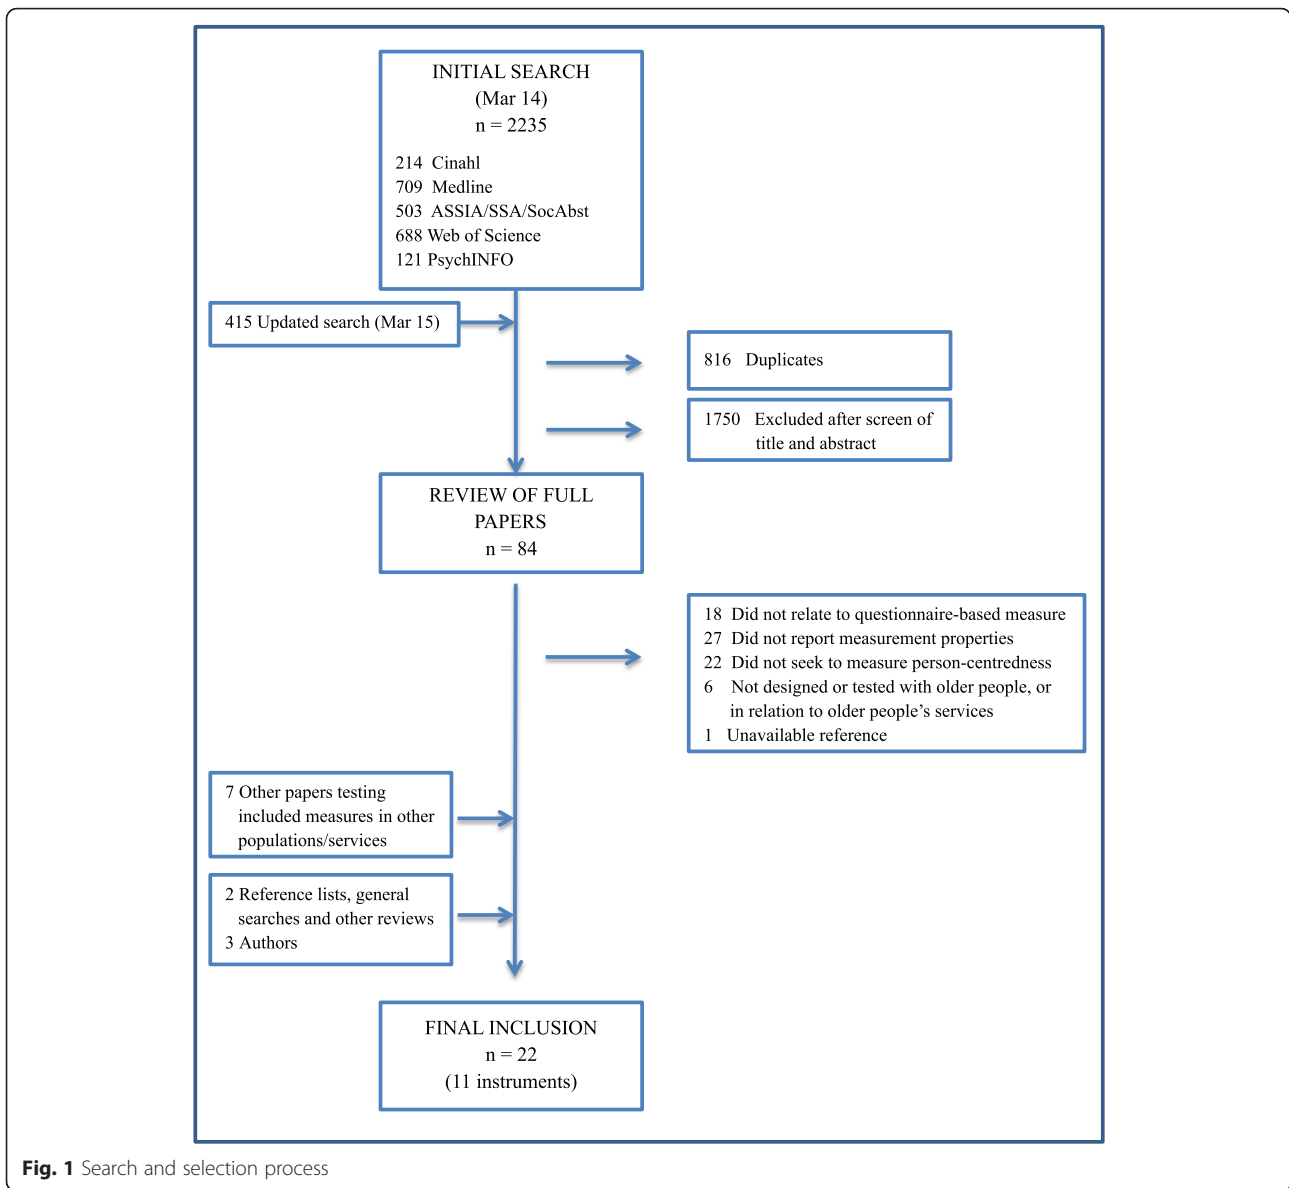 INITIAL SEARCH
(Mar 14)
n = 2235
214 Cinahl
709 Medline
503 ASSIA/SSA/SocAbst
688 Web of Science
121 PsychINFO
415 Updated search (Mar 15)
816 Duplicates
1750 Excluded after screen of
title and abstract
REVIEW OF FULL
PAPERS
n = 84
18 Did not relate to questionnaire-based measure
27 Did not report measurement properties
22 Did not seek to measure person-centredness
6 Not designed or tested with older people, or
in relation to older people’s services
1 Unavailable reference
7 Other papers testing
included measures in other
populations/services
2 Reference lists, general
searches and other reviews
3 Authors
FINAL INCLUSION
n = 22
(11 instruments)
Fig. 1 Search and selection process